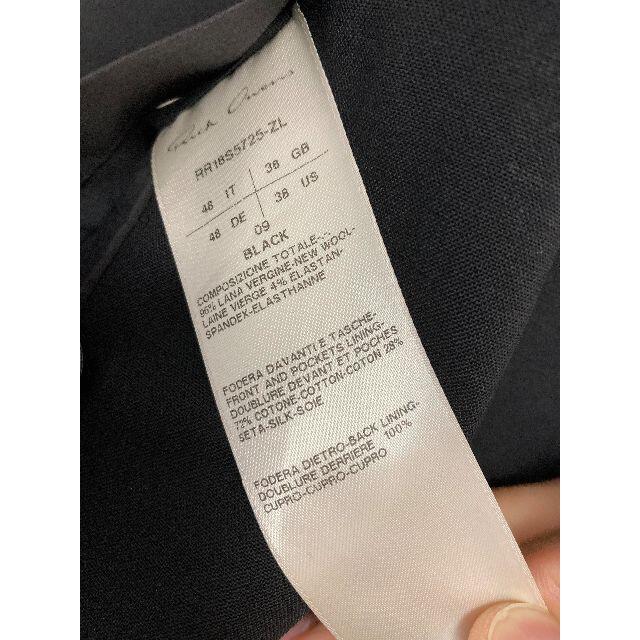 Rick Owens
RR18S5725-ZL
48 IT 38 GB
48 DE 38 US
09
BLACK
COMPOSIZIONE TOTALE-...
96% LANA VERGINE-NEW WOOL-
LAINE VIERGE 4% ELASTAN-
SPANDEX-ELASTHANNE
FODERA DAVANTI E TASCHE-
FRONT AND POCKETS LINING-
DOUBLURE DEVANT ET POCHES
72% COTONE-COTTON-COTON 28%
SETA-SILK-SOIE
FODERA DIETRO-BACK LINING-
DOUBLURE DERRIERE 100%
CUPRO-CUPRO-CUPRO